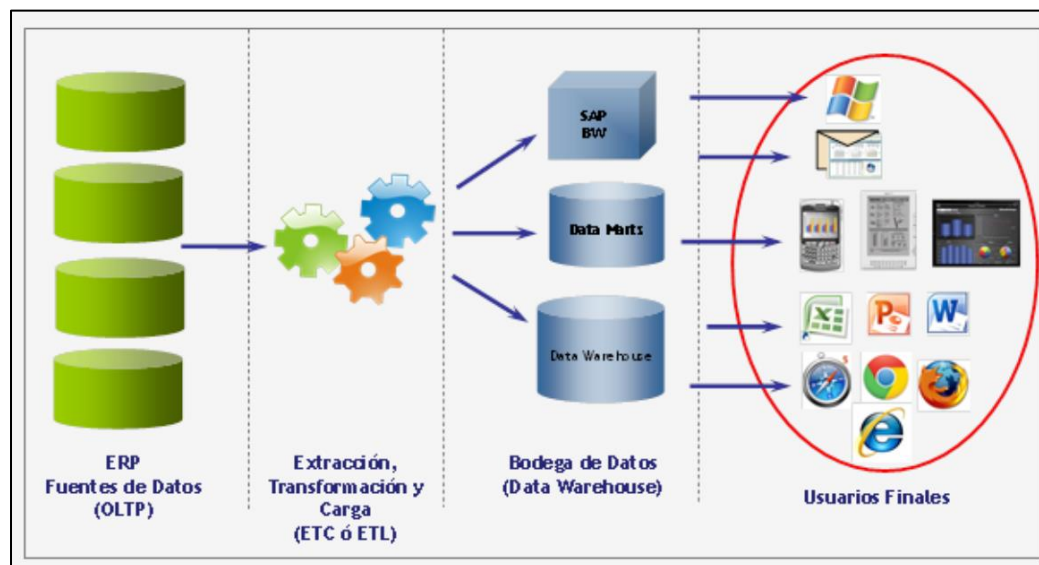 SAP
BW
Data Marts
Data Warehouse
ERP
Fuentes de Datos
(OLTP)
Extracción,
Transformación y
Carga
(ETC ó ETL)
Bodega de Datos
(Data Warehouse)
Usuarios Finales